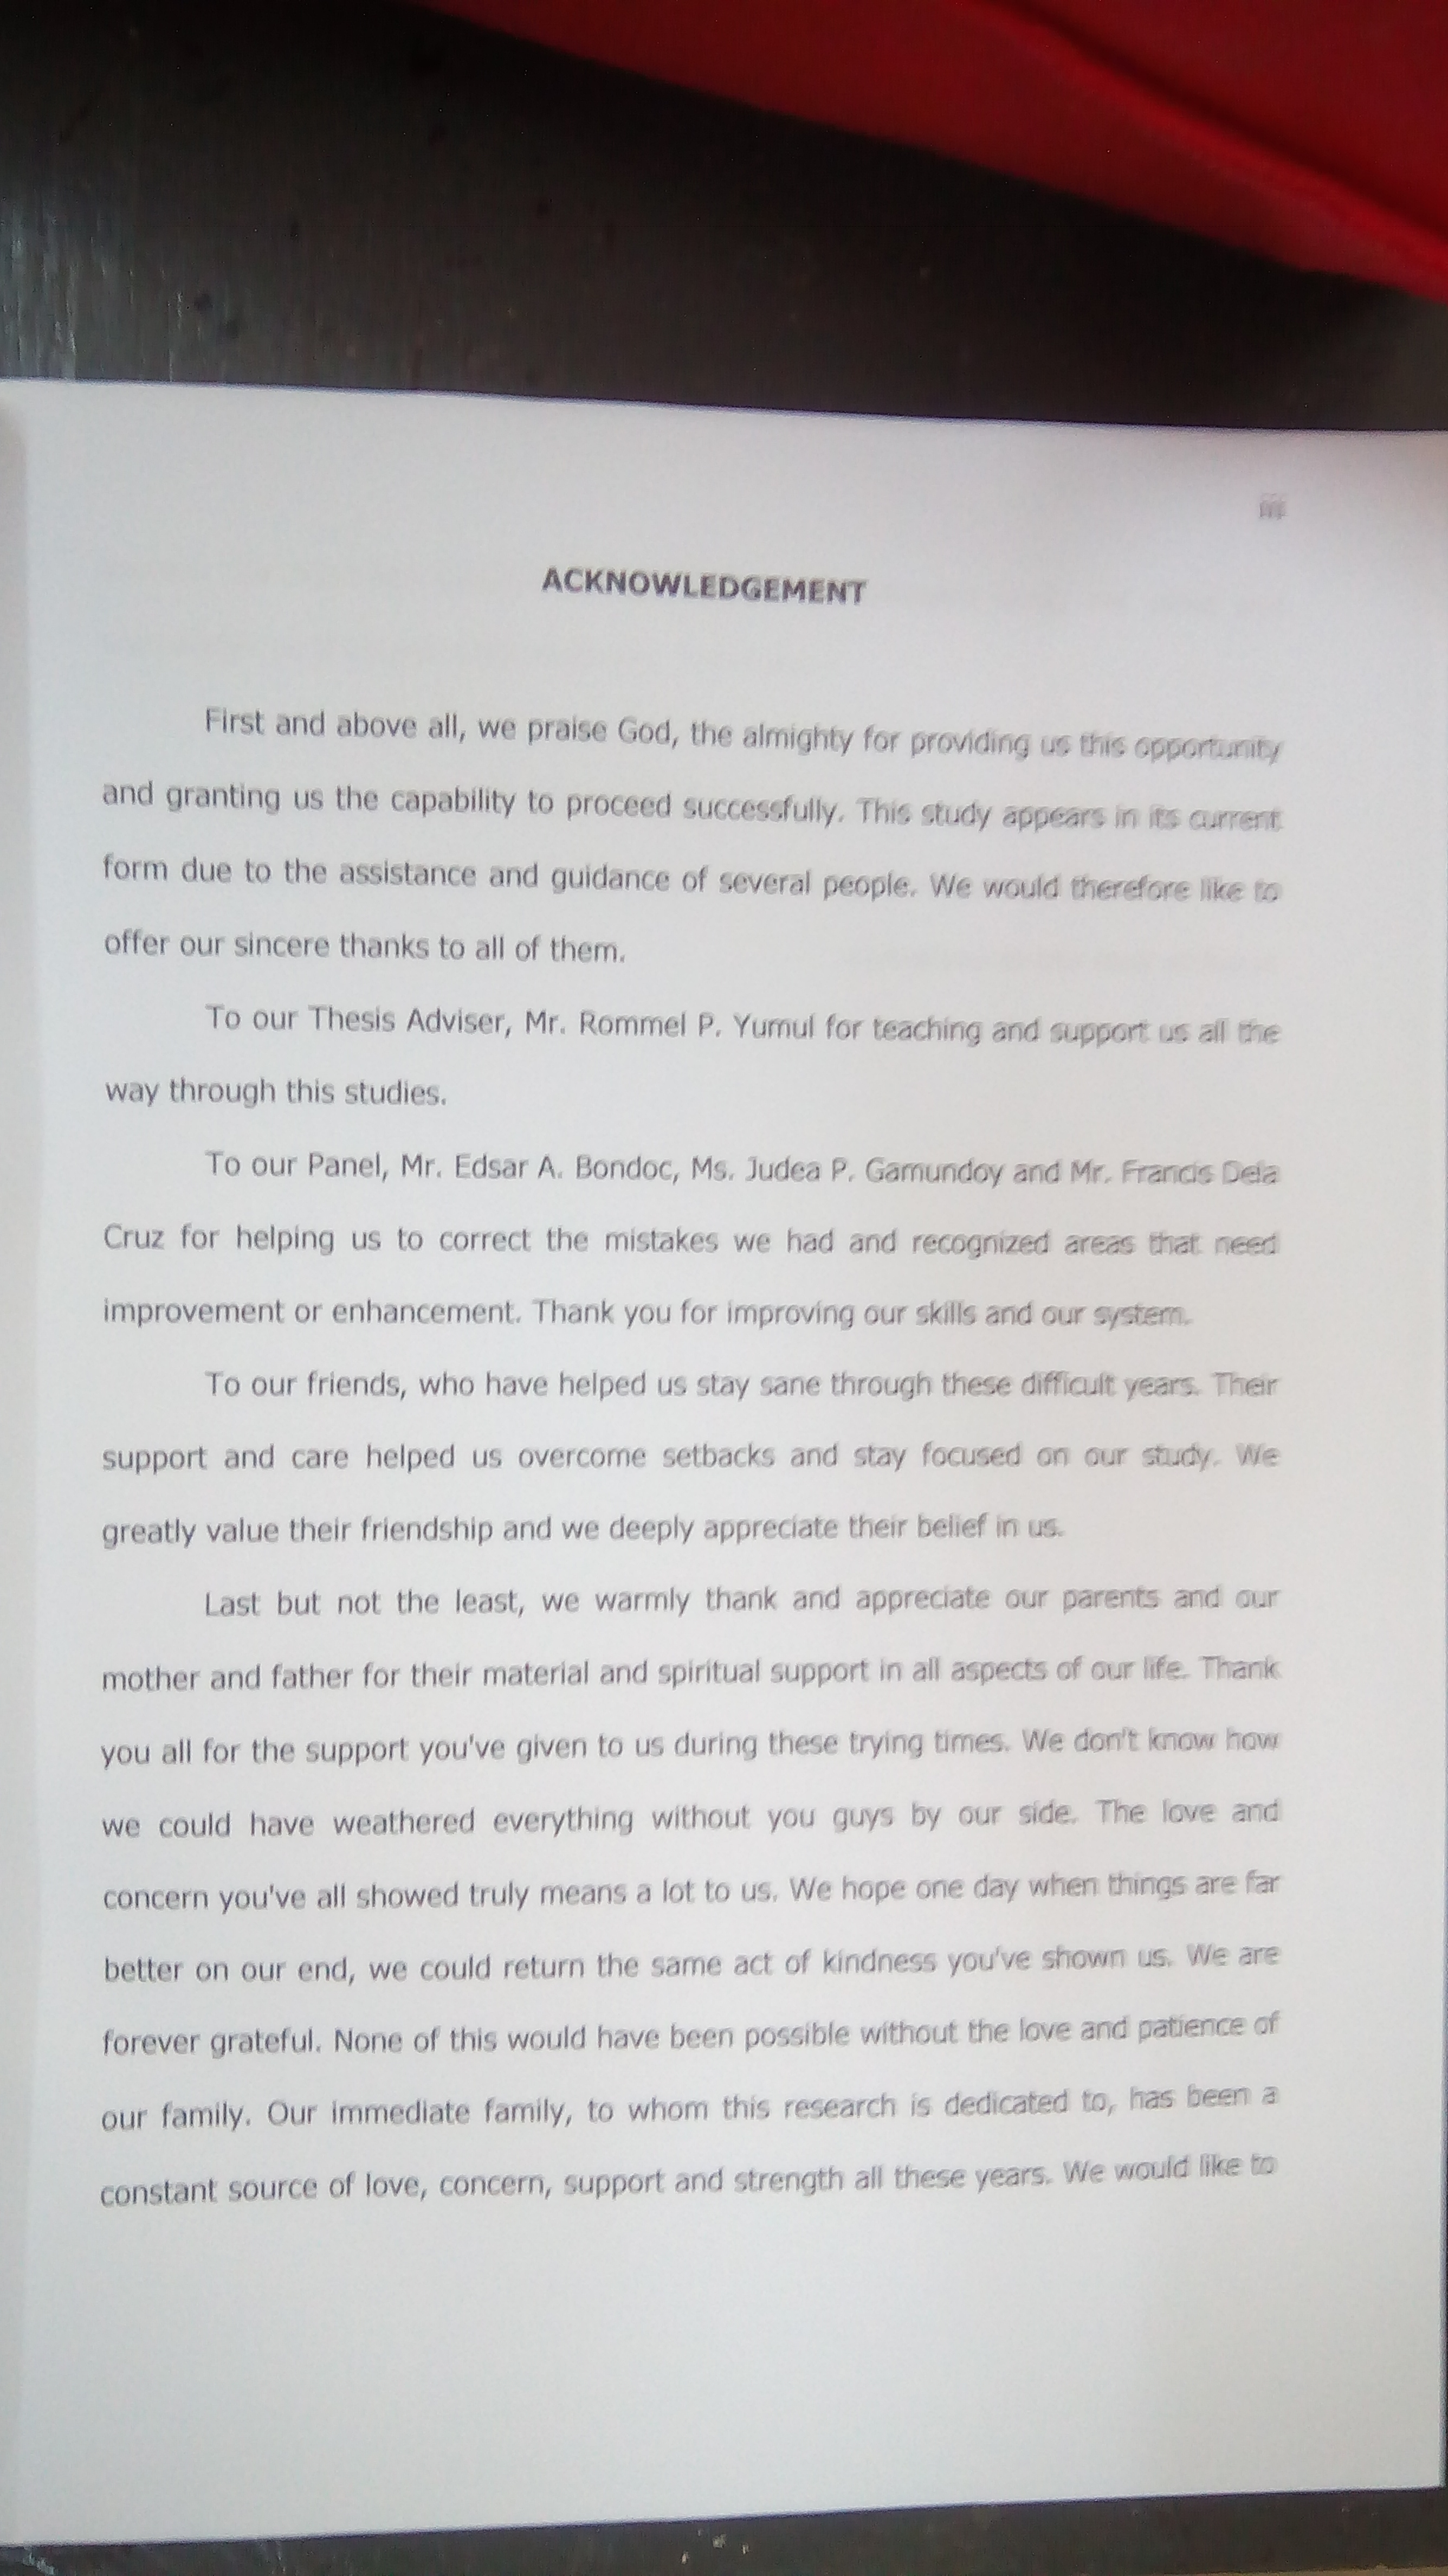 iii
ACKNOWLEDGEMENT
First and above all, we praise God, the almighty for providing us this opportunity
and granting us the capability to proceed successfully. This study appears in its current
form due to the assistance and guidance of several people. We would therefore like to
offer our sincere thanks to all of them.
To our Thesis Adviser, Mr. Rommel P. Yumul for teaching and support us all the
way through this studies.
To our Panel, Mr. Edsar A. Bondoc, Ms. Judea P. Gamundoy and Mr. Francis Dela
Cruz for helping us to correct the mistakes we had and recognized areas that need
improvement or enhancement. Thank you for improving our skills and our system.
To our friends, who have helped us stay sane through these difficult years. Their
support and care helped us overcome setbacks and stay focused on our study. We
greatly value their friendship and we deeply appreciate their belief in us.
Last but not the least, we warmly thank and appreciate our parents and our
mother and father for their material and spiritual support in all aspects of our life. Thank
you all for the support you've given to us during these trying times. We don't know how
we could have weathered everything without you guys by our side. The love and
concern you've all showed truly means a lot to us. We hope one day when things are far
better on our end, we could return the same act of kindness you've shown us. We are
forever grateful. None of this would have been possible without the love and patience of
our family. Our immediate family, to whom this research is dedicated to, has been a
constant source of love, concern, support and strength all these years. We would like to